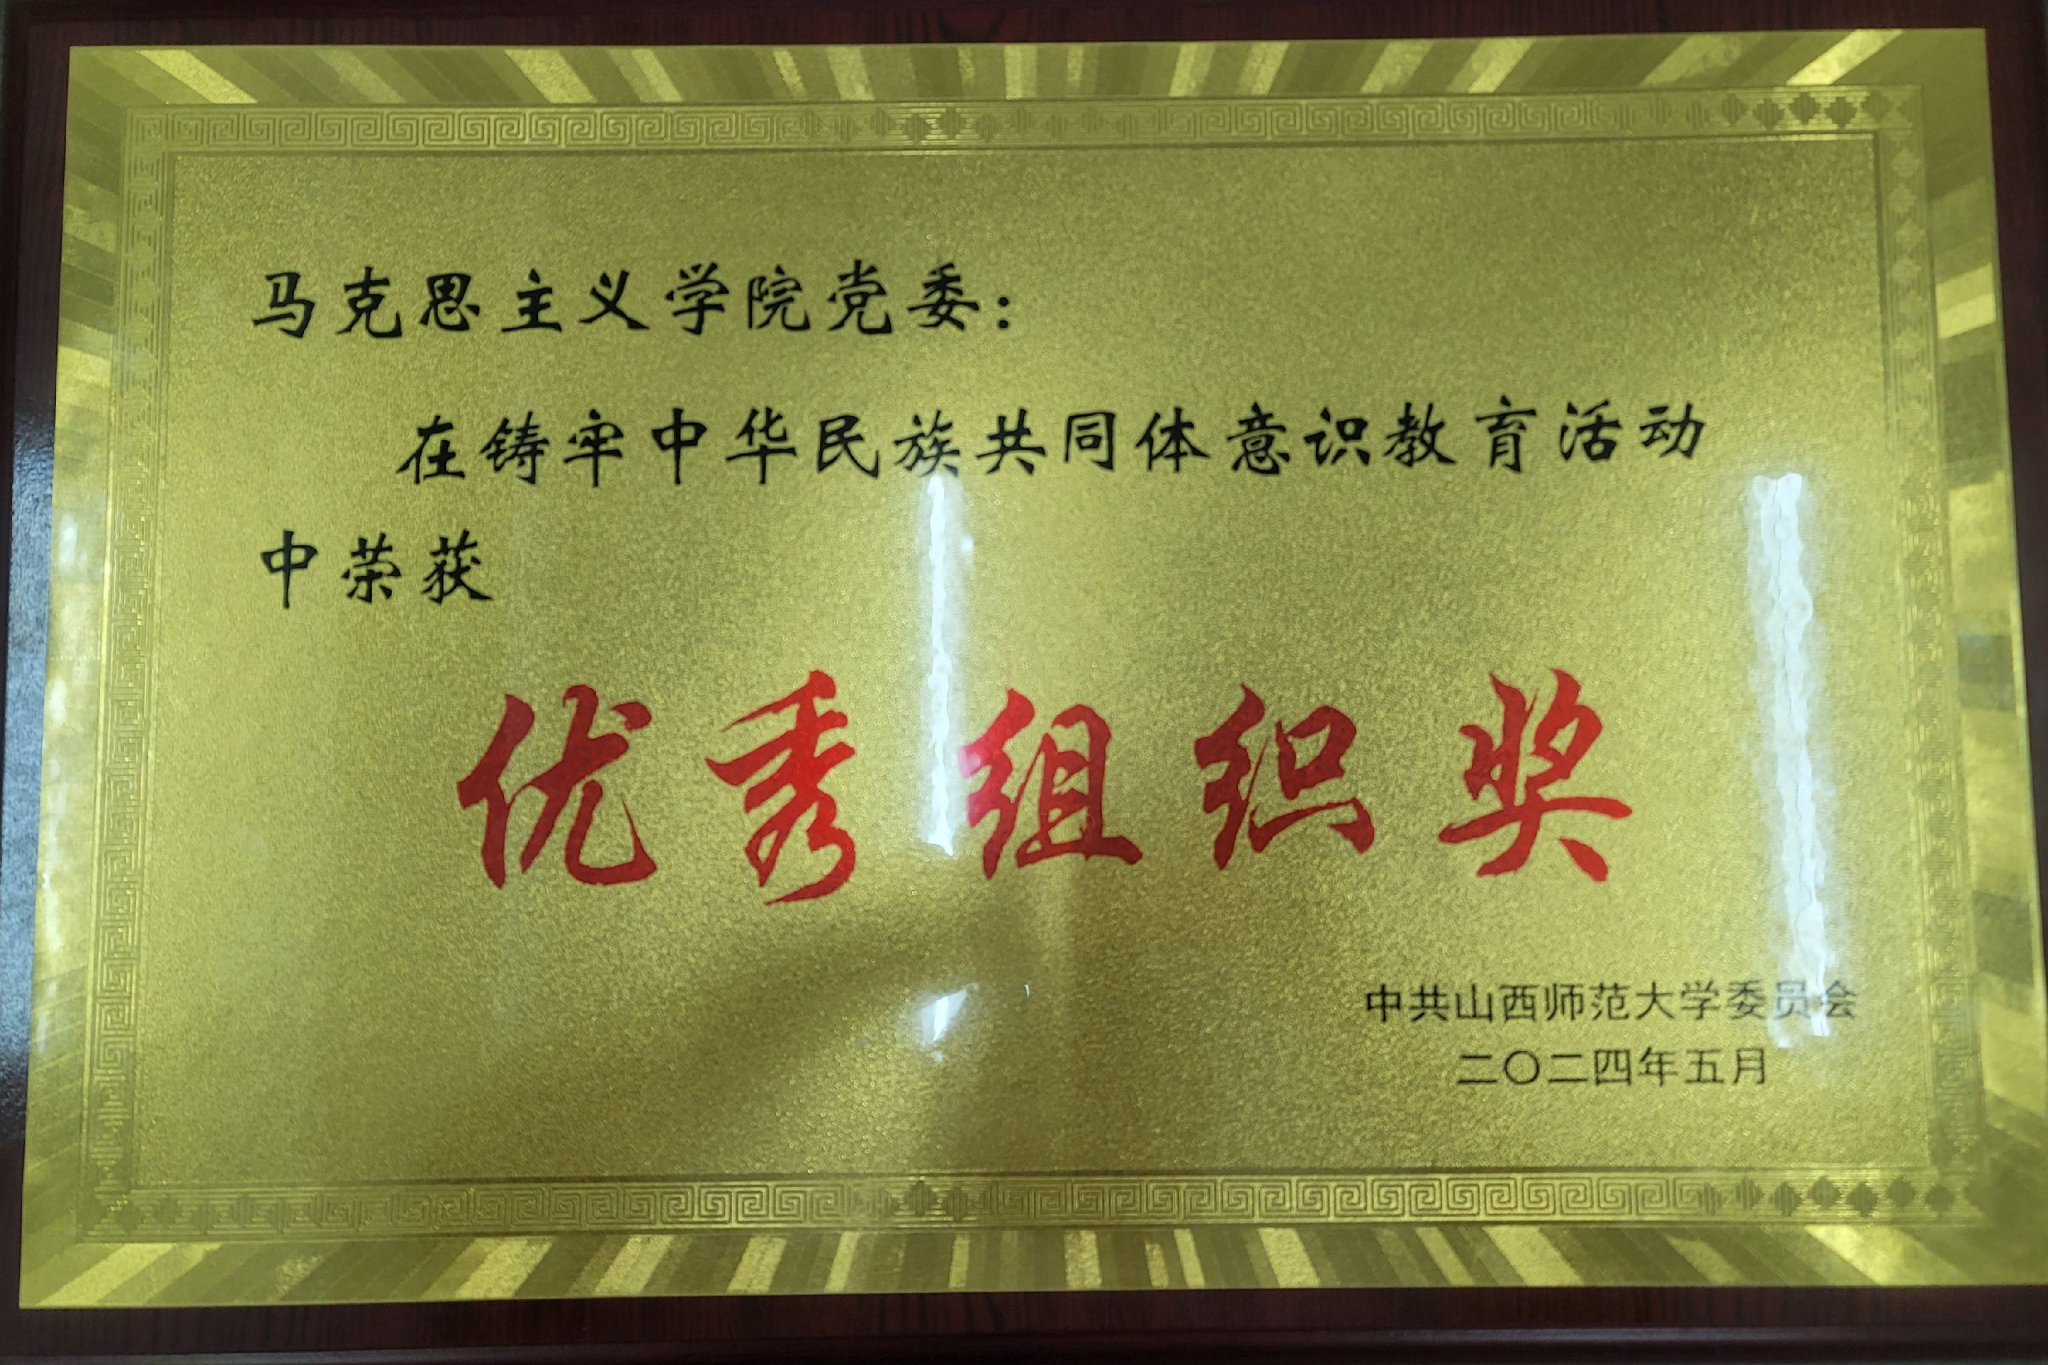 马克思主义学院党委：
在铸牢中华民族共同体意识教育活动
中荣获
优秀组织奖
中共山西师范大学委员会
二〇二四年五月